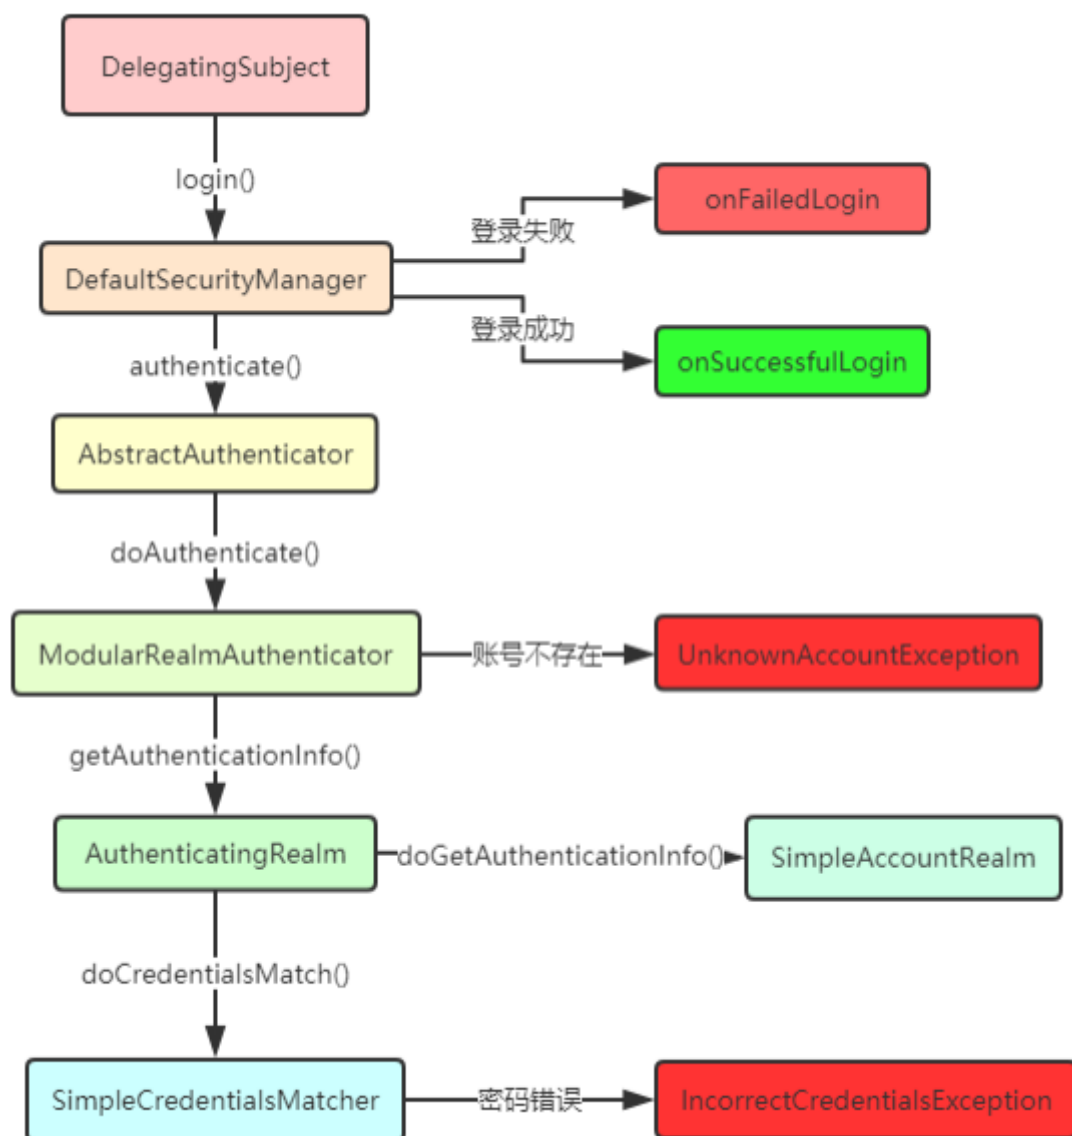 DelegatingSubject
login()
onFailedLogin
登录失败
DefaultSecurityManager
登录成功
onSuccessfulLogin
authenticate()
AbstractAuthenticator
doAuthenticate()
ModularRealmAuthenticator
账号不存在
UnknownAccountException
getAuthenticationInfo()
AuthenticatingRealm
doGetAuthenticationInfo()
SimpleAccountRealm
doCredentialsMatch()
SimpleCredentialsMatcher
密码错误
IncorrectCredentialsException